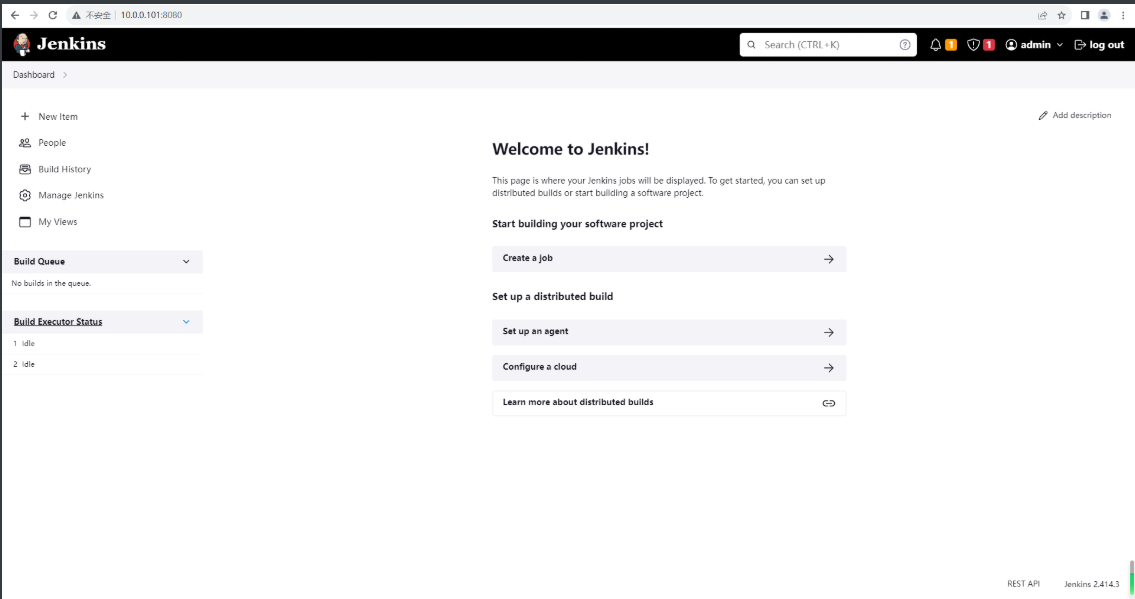 不安全 10.0.0.101:8080
Jenkins
Search (CTRL+K)
1
1
admin
log out
Dashboard
New Item
Add description
People
Build History
Manage Jenkins
My Views
Welcome to Jenkins!
This page is where your Jenkins jobs will be displayed. To get started, you can set up
distributed builds or start building a software project.
Start building your software project
Create a job
Set up a distributed build
Set up an agent
Configure a cloud
Learn more about distributed builds
Build Queue
No builds in the queue.
Build Executor Status
1 Idle
2 Idle
REST API
Jenkins 2.414.3